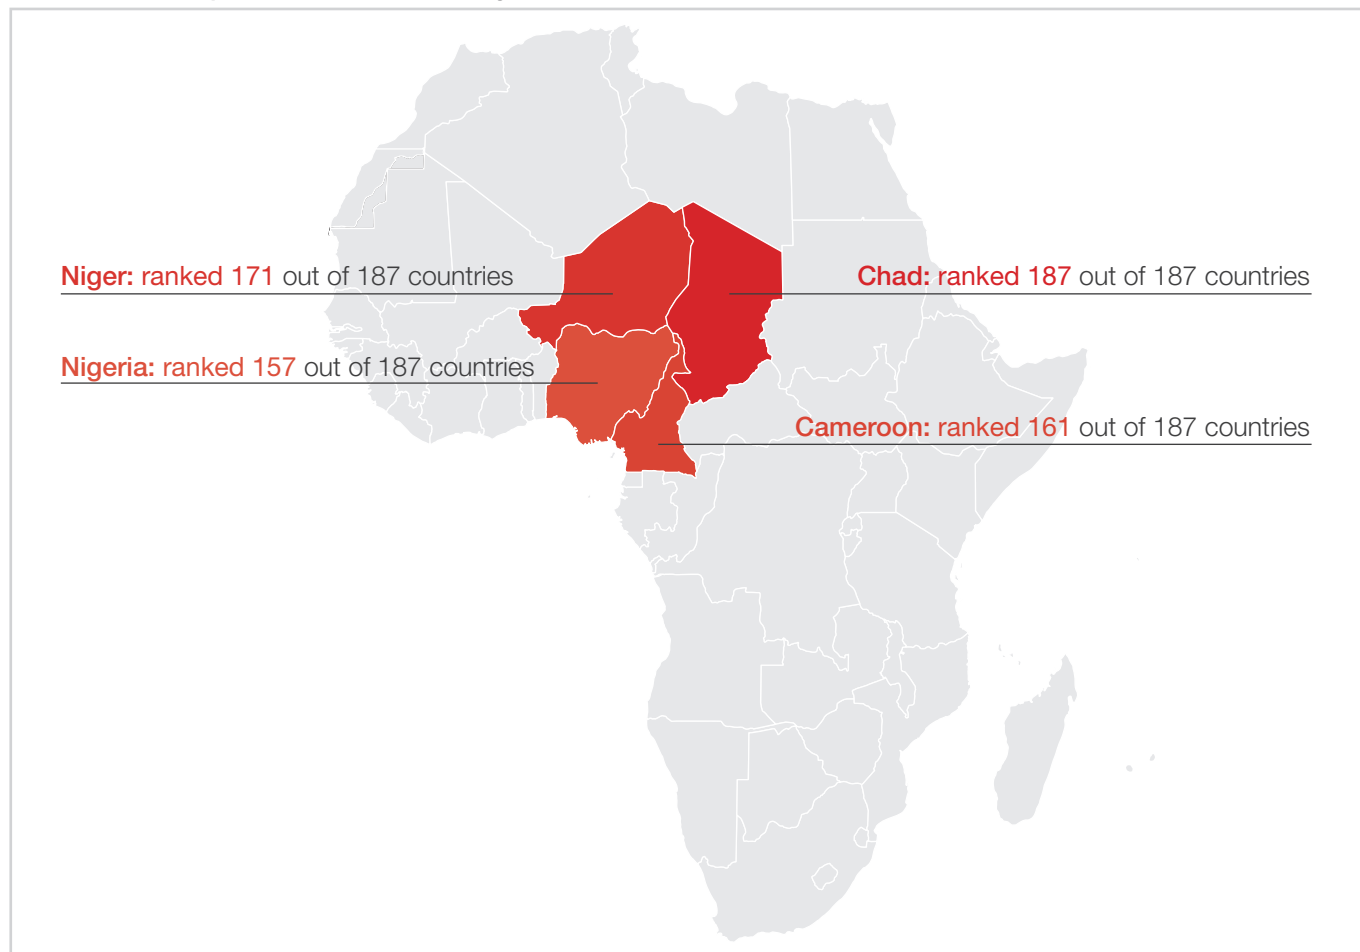 Niger: ranked 171 out of 187 countries
Chad: ranked 187 out of 187 countries
Nigeria: ranked 157 out of 187 countries
Cameroon: ranked 161 out of 187 countries